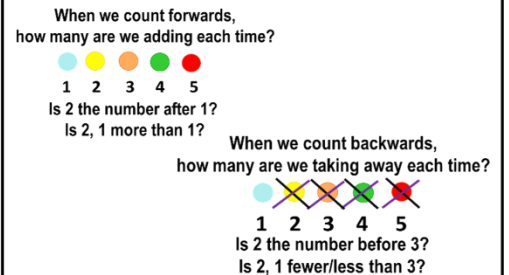 When we count forwards,
how many are we adding each time?
1 2 3 4 5
Is 2 the number after 1?
Is 2, 1 more than 1?
When we count backwards,
how many are we taking away each time?
1 2 3 4 5
Is 2 the number before 3?
Is 2, 1 fewer/less than 3?